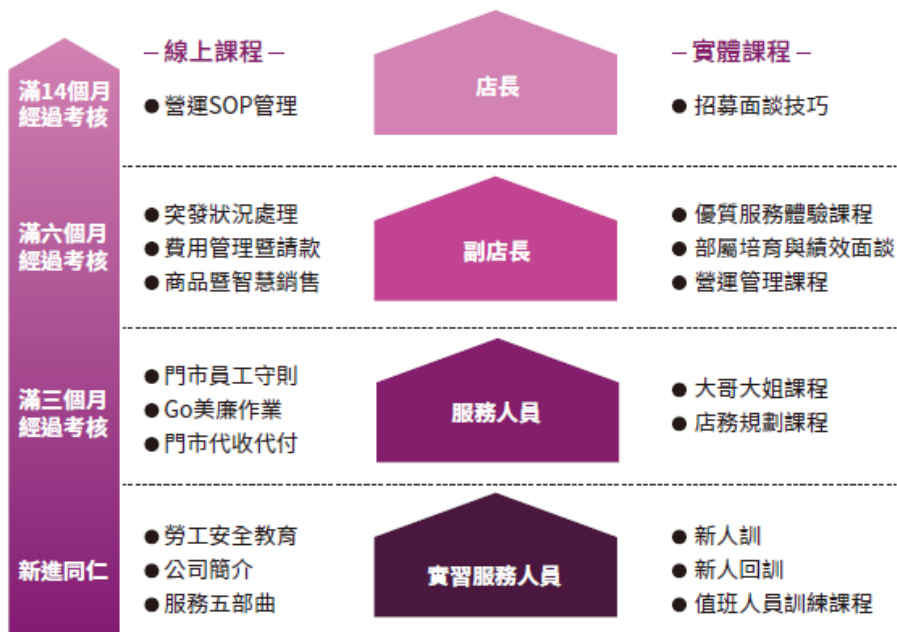 – 線上課程 –
– 實體課程 –
滿14個月
經過考核
● 營運SOP管理
店長
● 招募面談技巧
滿六個月
經過考核
● 突發狀況處理
● 費用管理暨請款
● 商品暨智慧銷售
副店長
● 優質服務體驗課程
● 部屬培育與績效面談
● 營運管理課程
滿三個月
經過考核
● 門市員工守則
● Go美廉作業
● 門市代收代付
服務人員
● 大哥大姐課程
● 店務規劃課程
新進同仁
● 勞工安全教育
● 公司簡介
● 服務五部曲
實習服務人員
● 新人訓
● 新人回訓
● 值班人員訓練課程